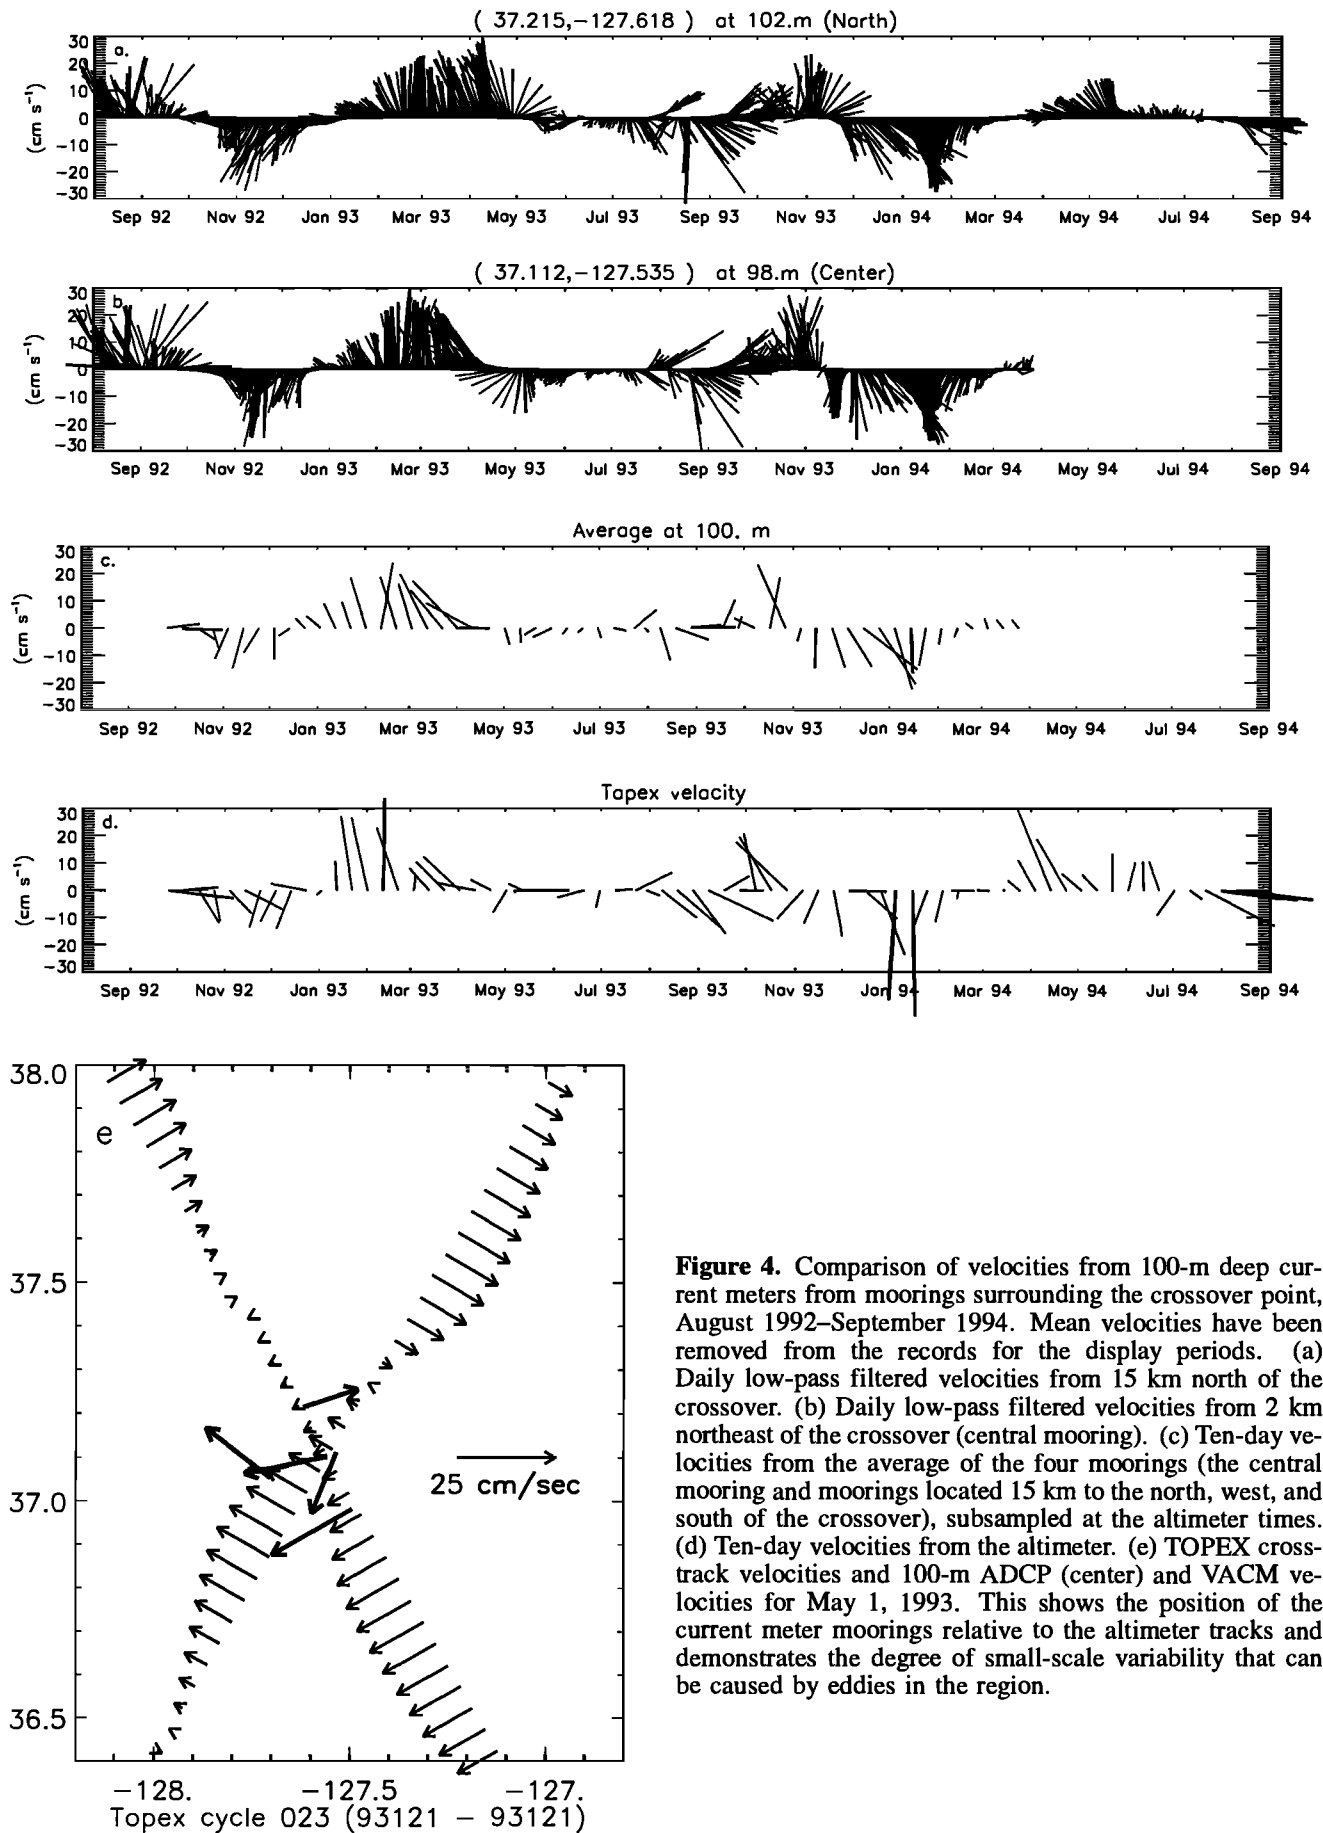 ( 37.215,−127.618 ) at 102.m (North)
a.
30
20
10
0
−10
−20
−30
(cm s⁻¹)
Sep 92 Nov 92 Jan 93 Mar 93 May 93 Jul 93 Sep 93 Nov 93 Jan 94 Mar 94 May 94 Jul 94 Sep 94
( 37.112,−127.535 ) at 98.m (Center)
b.
30
20
10
0
−10
−20
−30
(cm s⁻¹)
Sep 92 Nov 92 Jan 93 Mar 93 May 93 Jul 93 Sep 93 Nov 93 Jan 94 Mar 94 May 94 Jul 94 Sep 94
Average at 100. m
c.
30
20
10
0
−10
−20
−30
(cm s⁻¹)
Sep 92 Nov 92 Jan 93 Mar 93 May 93 Jul 93 Sep 93 Nov 93 Jan 94 Mar 94 May 94 Jul 94 Sep 94
Tapex velacity
d.
30
20
10
0
−10
−20
−30
(cm s⁻¹)
Sep 92 Nov 92 Jan 93 Mar 93 May 93 Jul 93 Sep 93 Nov 93 Jan 94 Mar 94 May 94 Jul 94 Sep 94
38.0
e
37.5
37.0
36.5
25 cm/sec
−128. −127.5 −127.
Topex cycle 023 (93121 − 93121)
Figure 4. Comparison of velocities from 100-m deep cur-
rent meters from moorings surrounding the crossover point,
August 1992–September 1994. Mean velocities have been
removed from the records for the display periods. (a)
Daily low-pass filtered velocities from 15 km north of the
crossover. (b) Daily low-pass filtered velocities from 2 km
northeast of the crossover (central mooring). (c) Ten-day ve-
locities from the average of the four moorings (the central
mooring and moorings located 15 km to the north, west, and
south of the crossover), subsampled at the altimeter times.
(d) Ten-day velocities from the altimeter. (e) TOPEX cross-
track velocities and 100-m ADCP (center) and VACM ve-
locities for May 1, 1993. This shows the position of the
current meter moorings relative to the altimeter tracks and
demonstrates the degree of small-scale variability that can
be caused by eddies in the region.